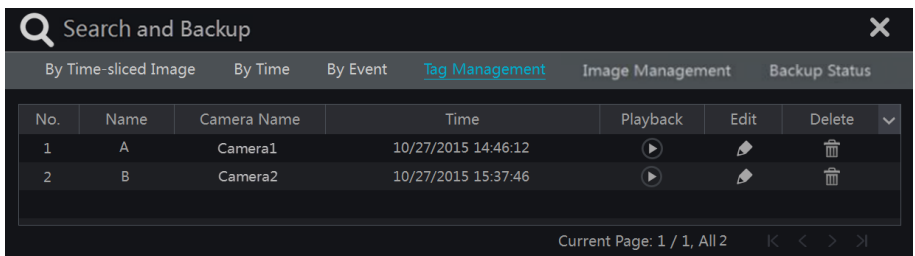 Search and Backup
By Time-sliced Image By Time By Event Tag Management Image Management Backup Status
No. Name Camera Name Time Playback Edit Delete
1 A Camera1 10/27/2015 14:46:12
2 B Camera2 10/27/2015 15:37:46
Current Page: 1 / 1, All 2